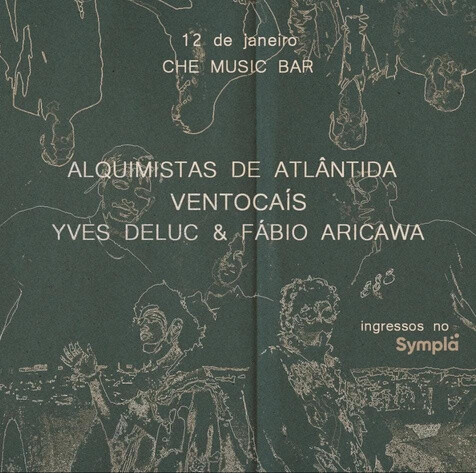 12 de janeiro
CHE MUSIC BAR
ALQUIMISTAS DE ATLÂNTIDA
VENTOCAÍS
YVES DELUC & FÁBIO ARICAWA
ingressos no
Sympla